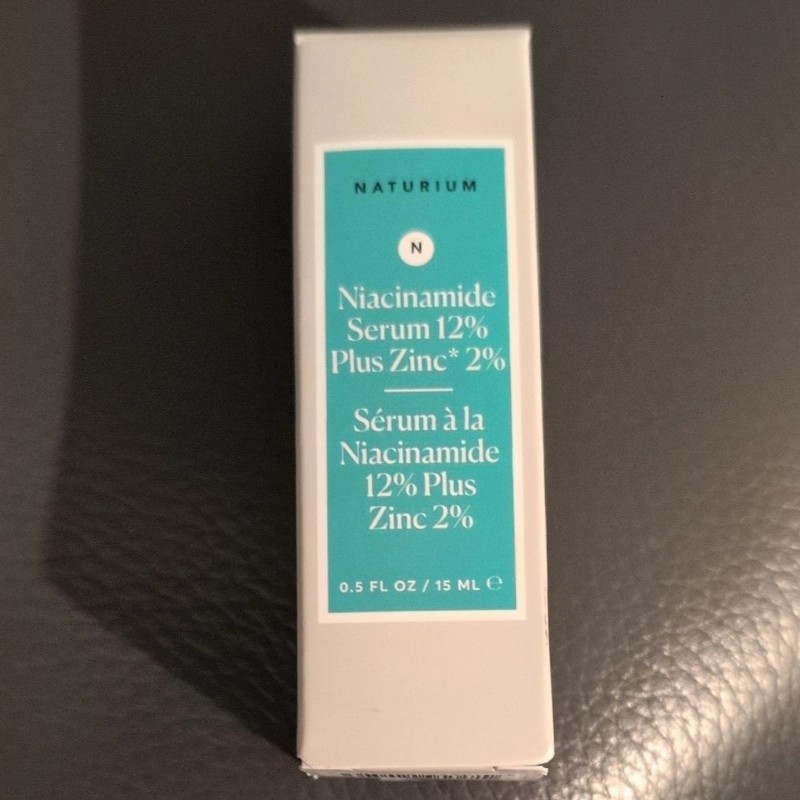 NATURIUM
N
Niacinamide
Serum 12%
Plus Zinc* 2%
Sérum à la
Niacinamide
12% Plus
Zinc 2%
0.5 FL OZ / 15 ML ℮